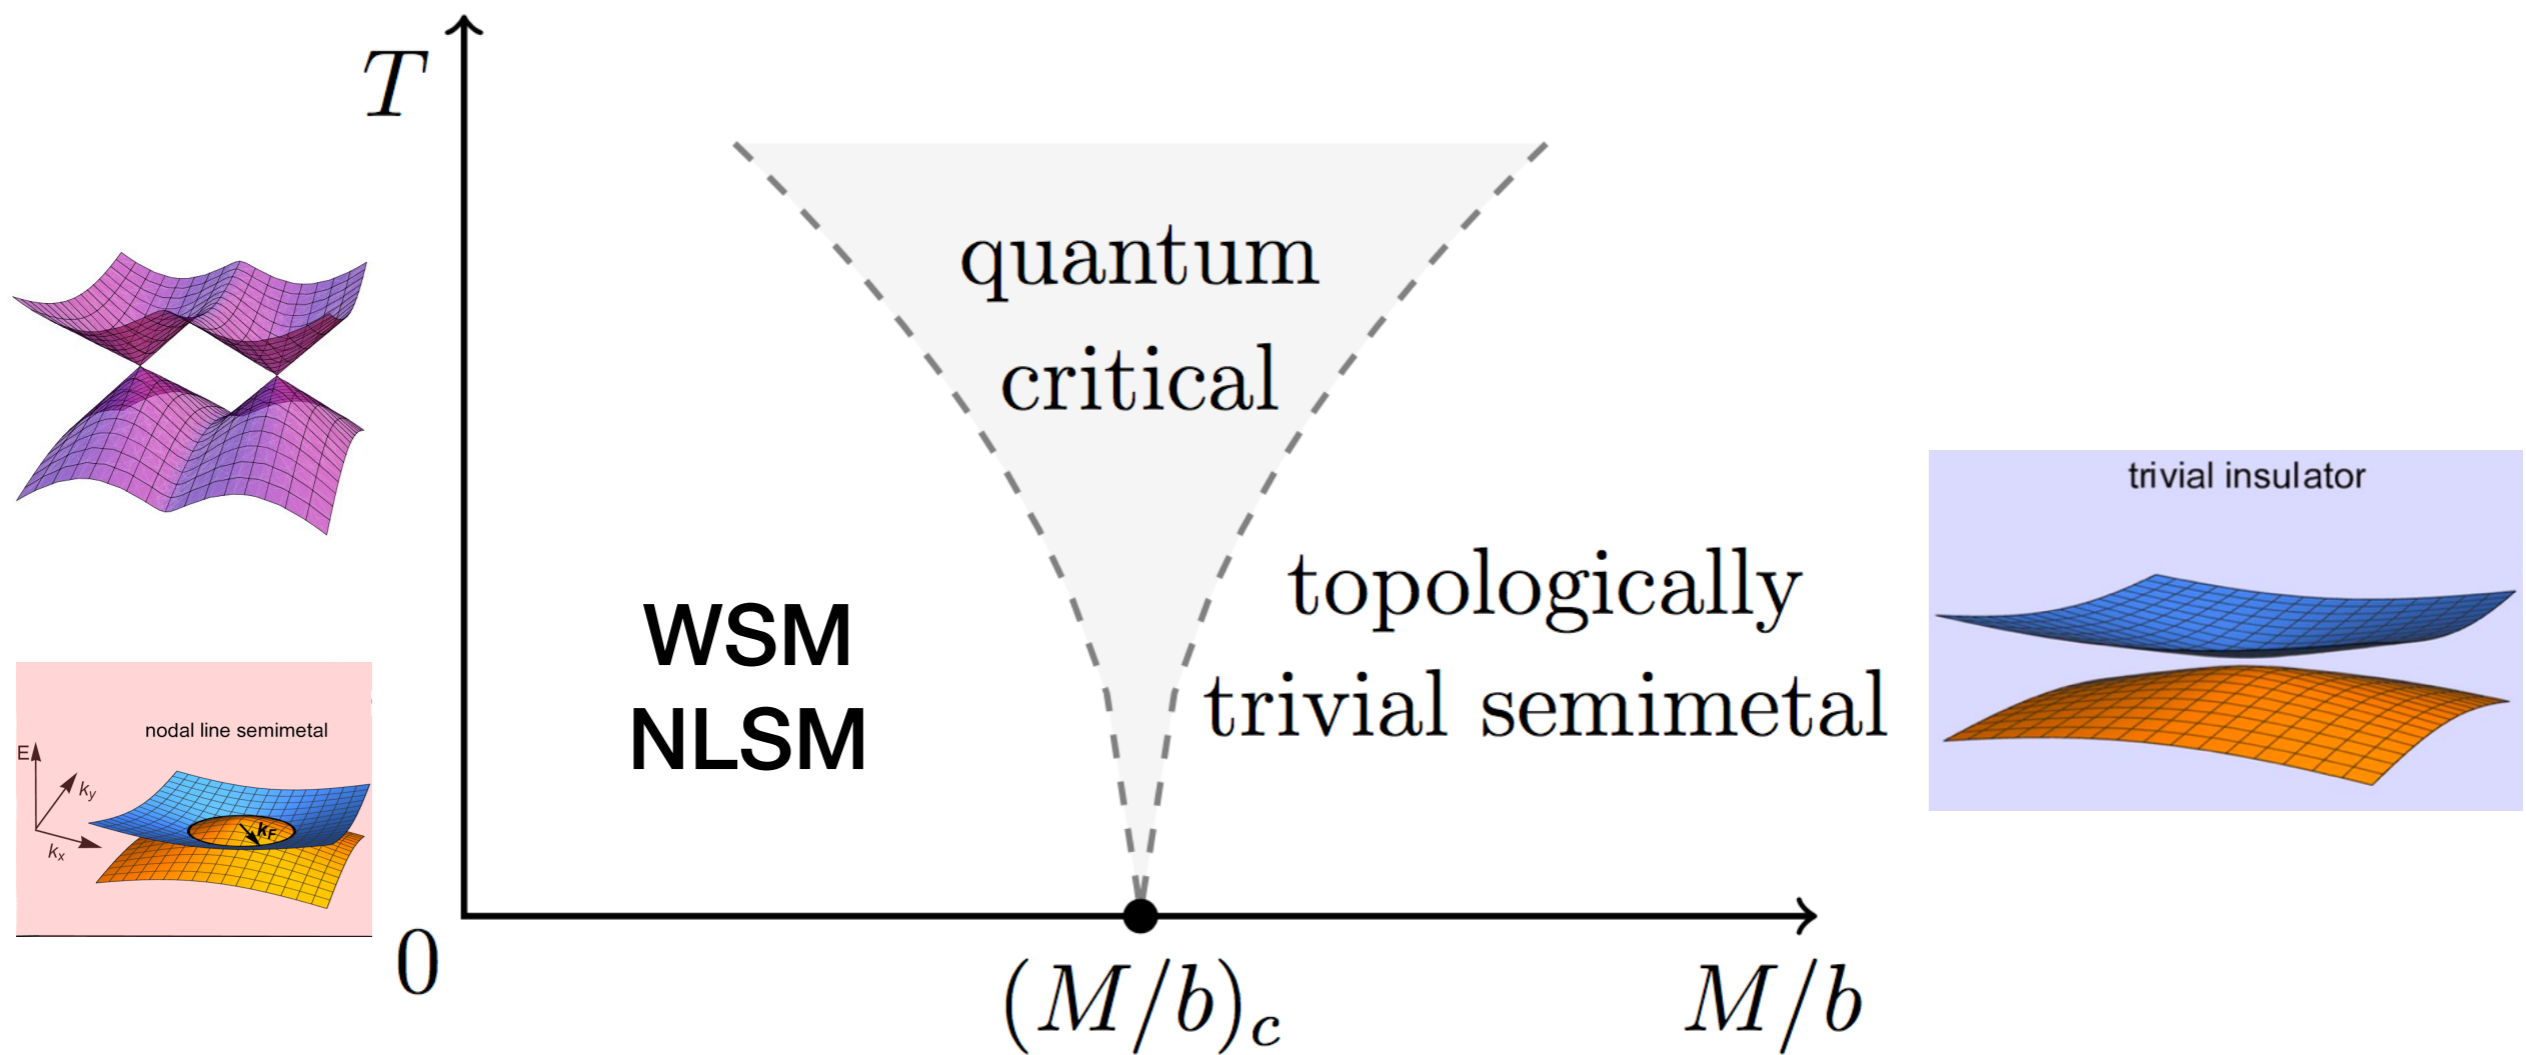 T
quantum
critical
trivial insulator
topologically
trivial semimetal
WSM
NLSM
nodal line semimetal
E
k_y
k_F
k_x
0
(M/b)_c
M/b